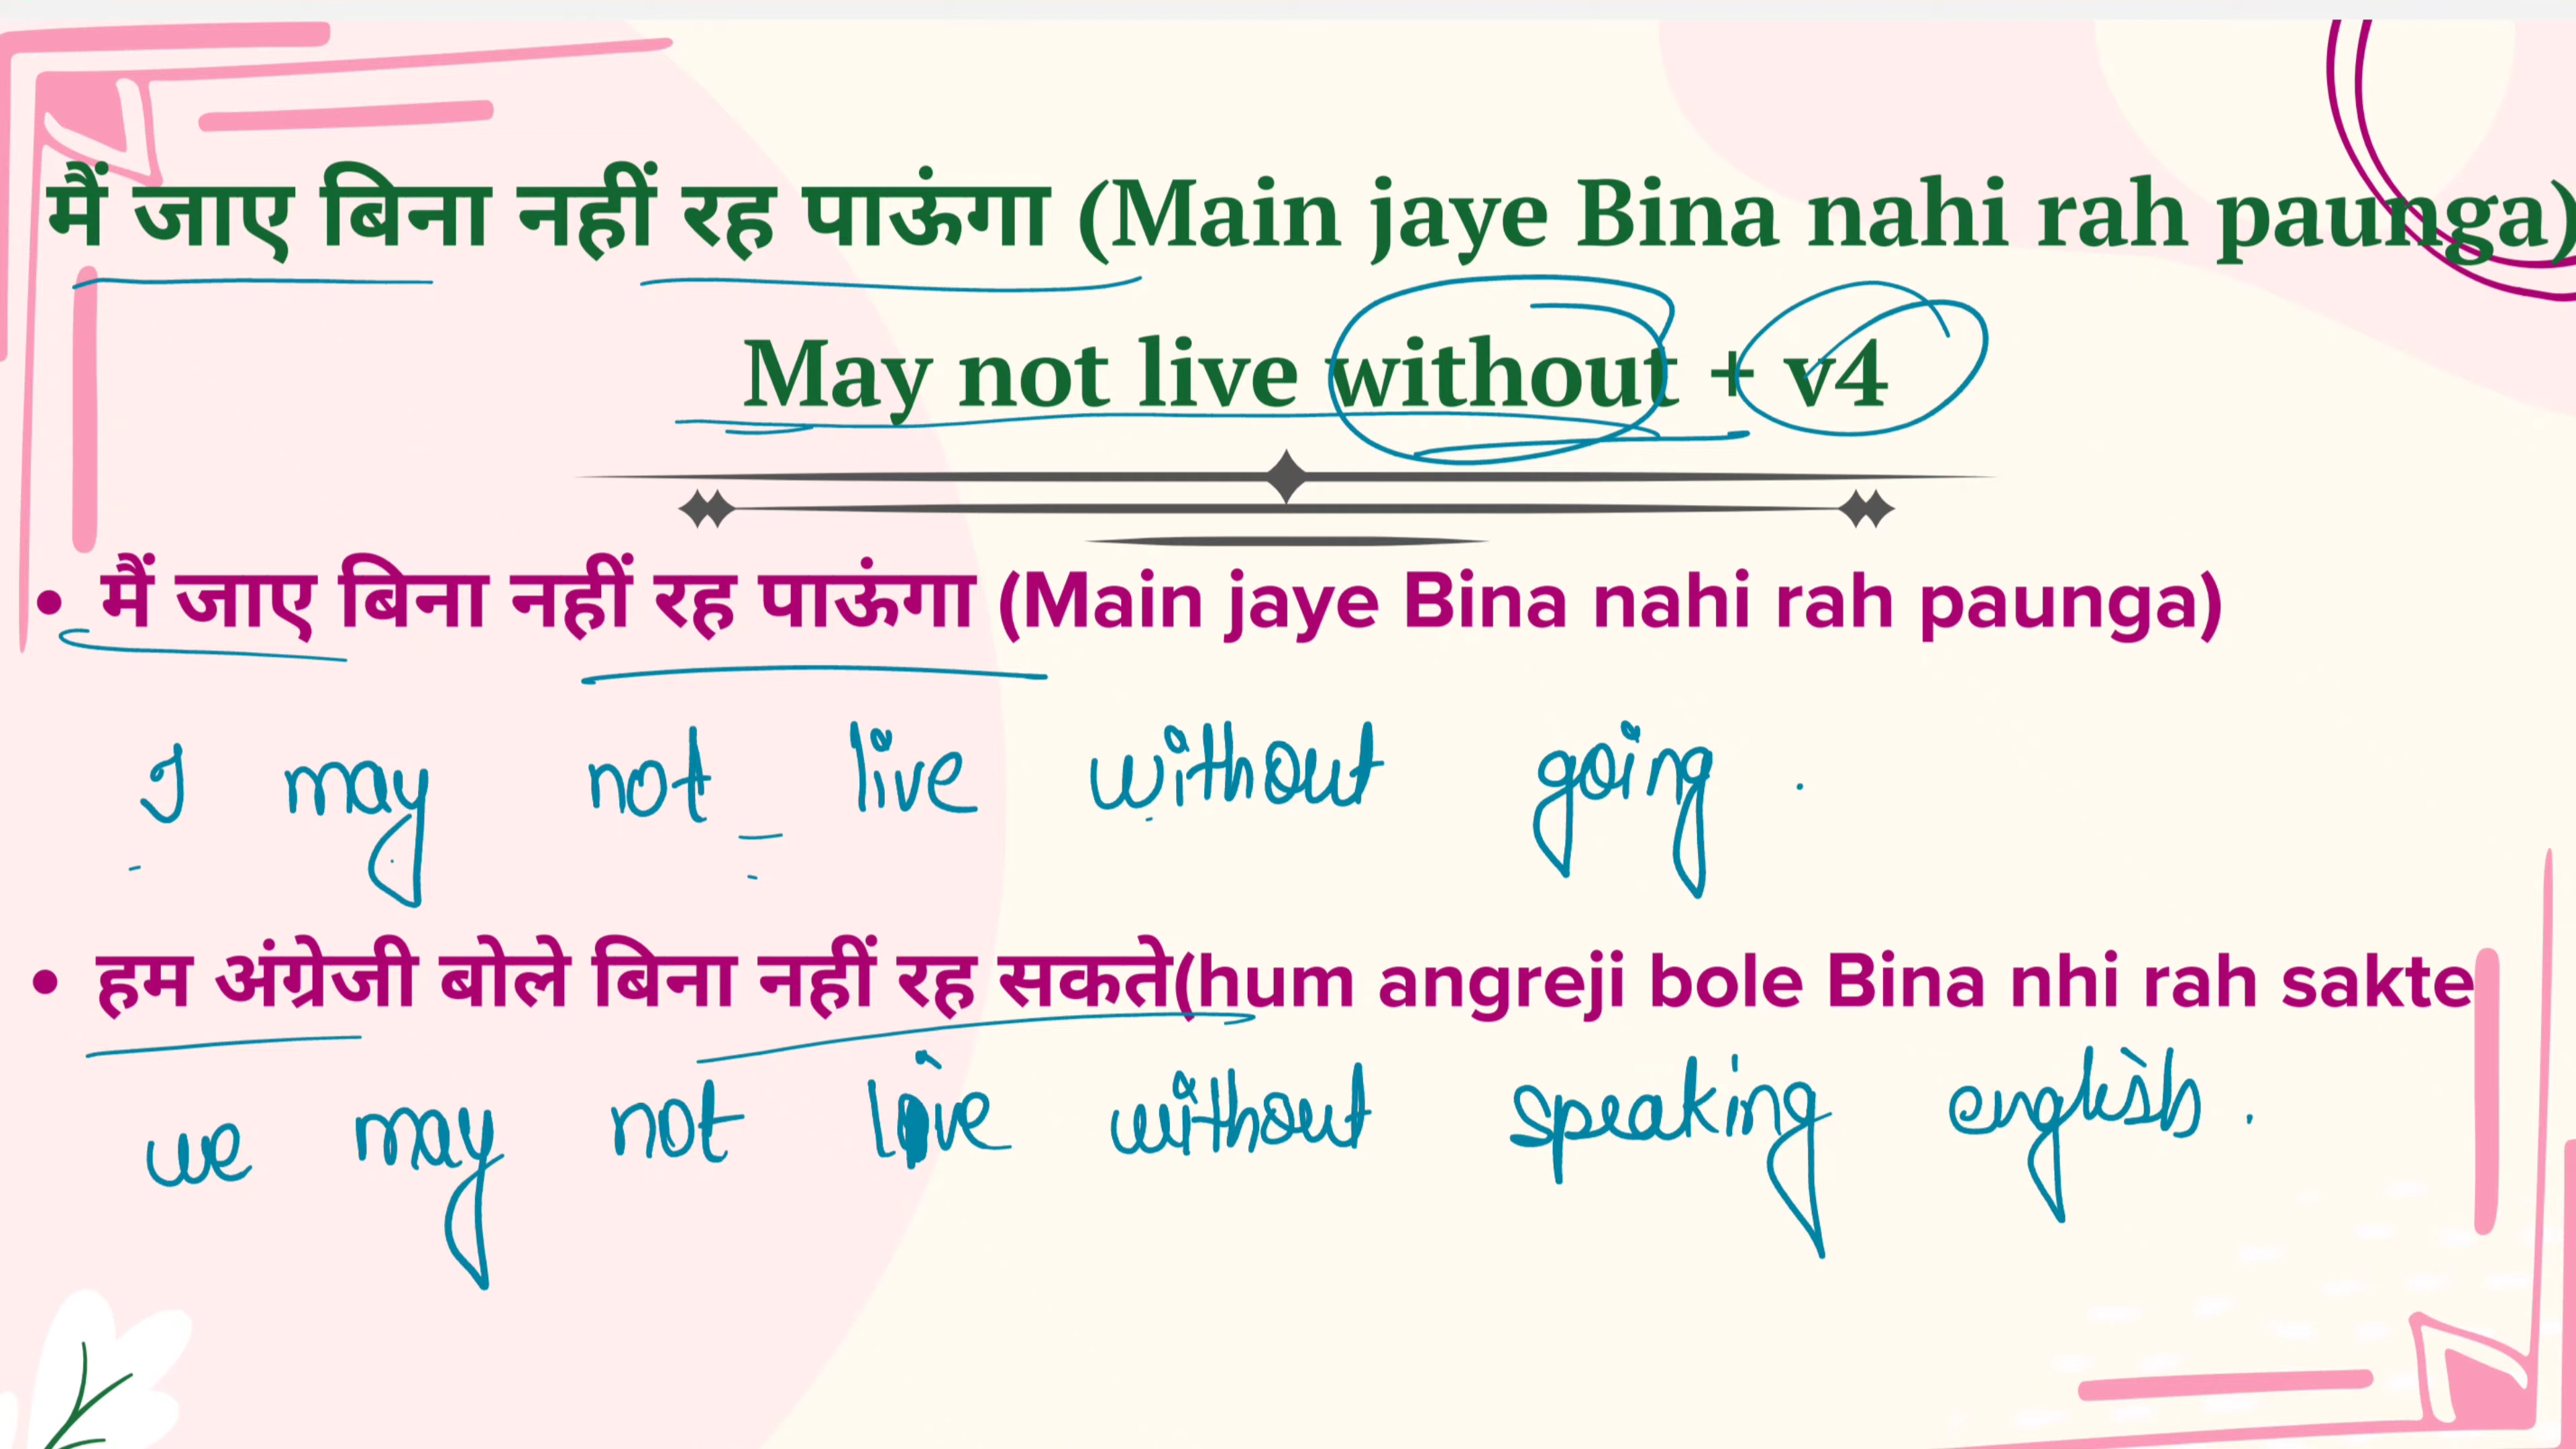 मैं जाए बिना नहीं रह पाऊंगा (Main jaye Bina nahi rah paunga)
May not live without + v4
• मैं जाए बिना नहीं रह पाऊंगा (Main jaye Bina nahi rah paunga)
I may not live without going .
• हम अंग्रेजी बोले बिना नहीं रह सकते(hum angreji bole Bina nhi rah sakte
we may not live without speaking english .